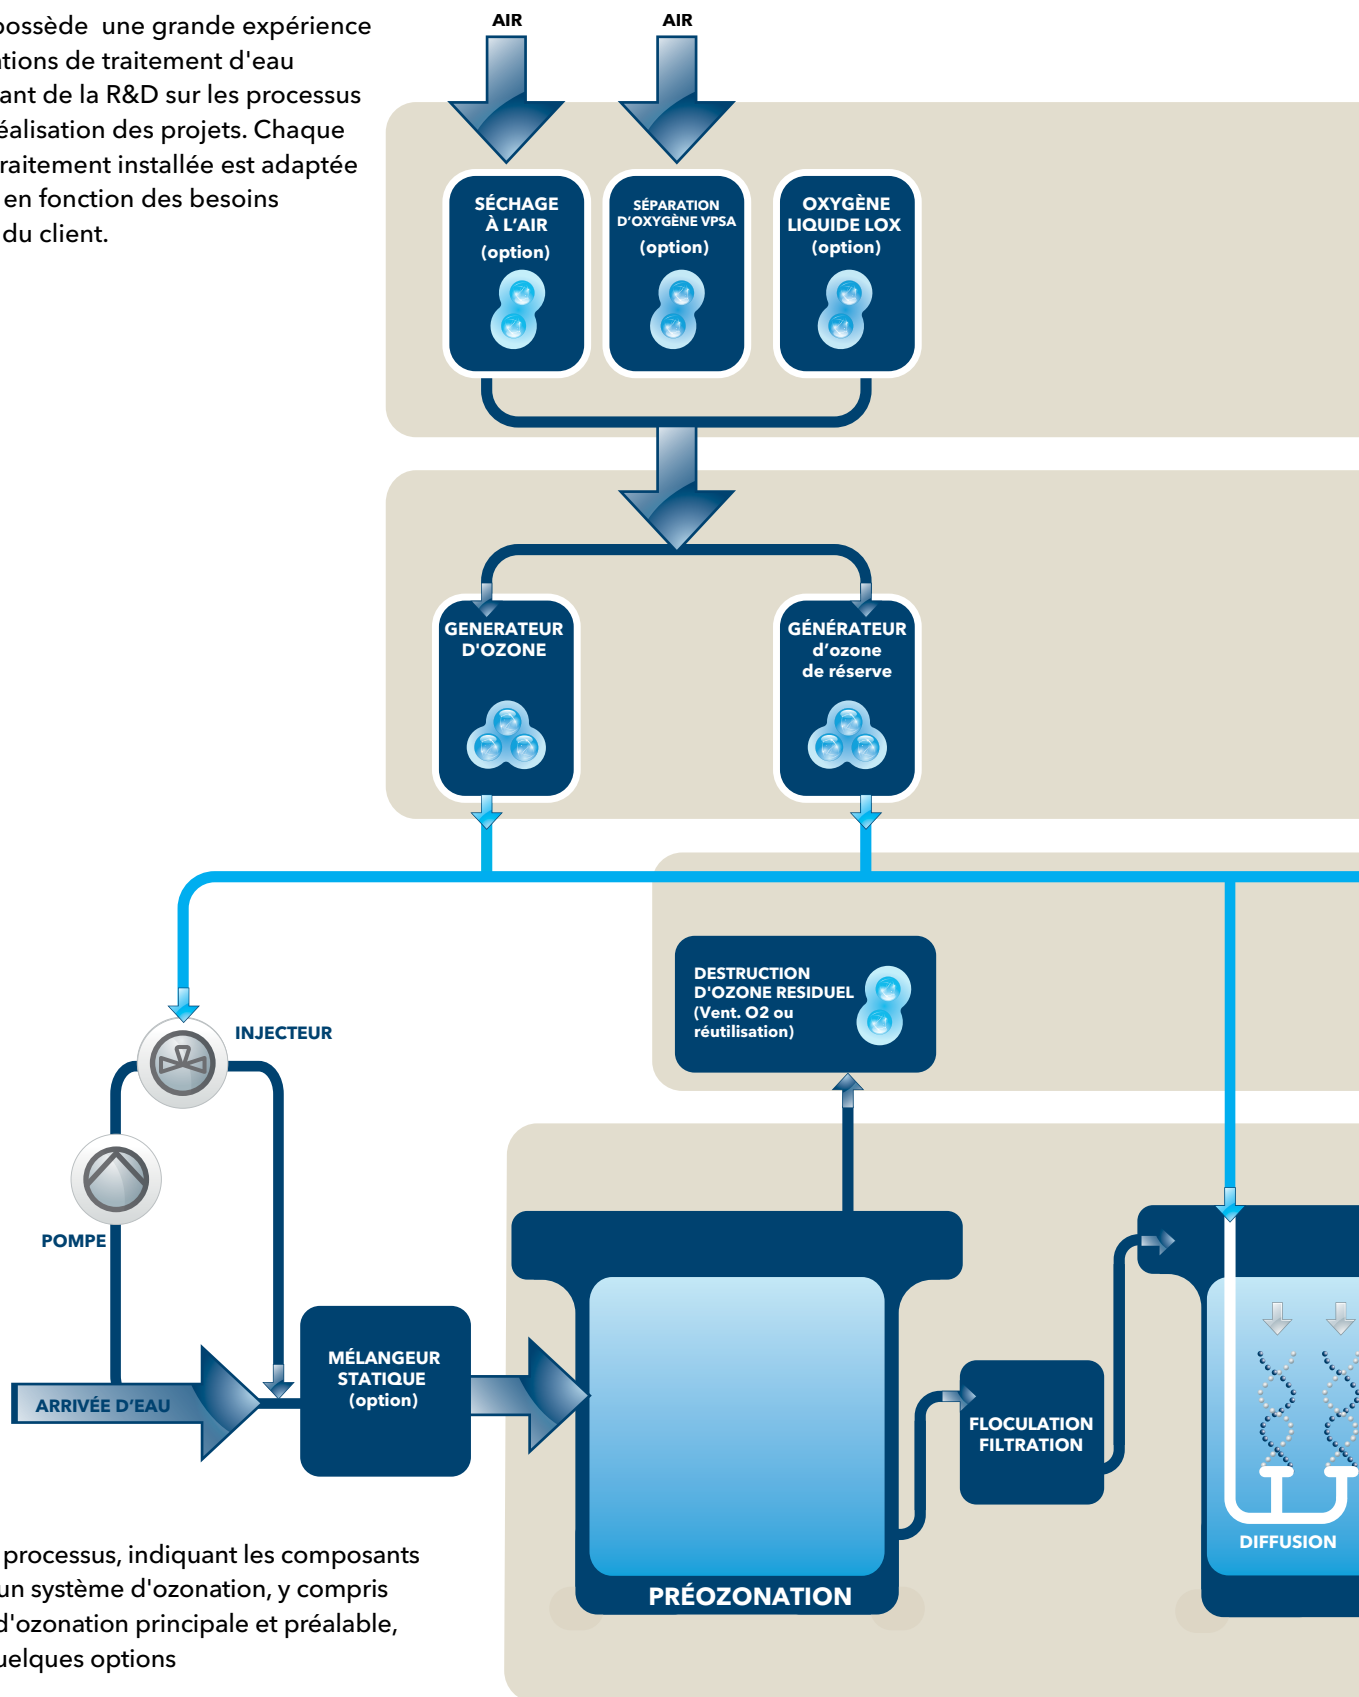 possède une grande expérience
tions de traitement d'eau
ant de la R&D sur les processus
éalisation des projets. Chaque
raitement installée est adaptée
en fonction des besoins
du client.
AIR
AIR
SÉCHAGE
À L'AIR
(option)
SÉPARATION
D'OXYGÈNE VPSA
(option)
OXYGÈNE
LIQUIDE LOX
(option)
GENERATEUR
D'OZONE
GÉNÉRATEUR
d'ozone
de réserve
DESTRUCTION
D'OZONE RESIDUEL
(Vent. O2 ou
réutilisation)
INJECTEUR
POMPE
ARRIVÉE D'EAU
MÉLANGEUR
STATIQUE
(option)
FLOCULATION
FILTRATION
DIFFUSION
PRÉOZONATION
processus, indiquant les composants
un système d'ozonation, y compris
d'ozonation principale et préalable,
uelques options